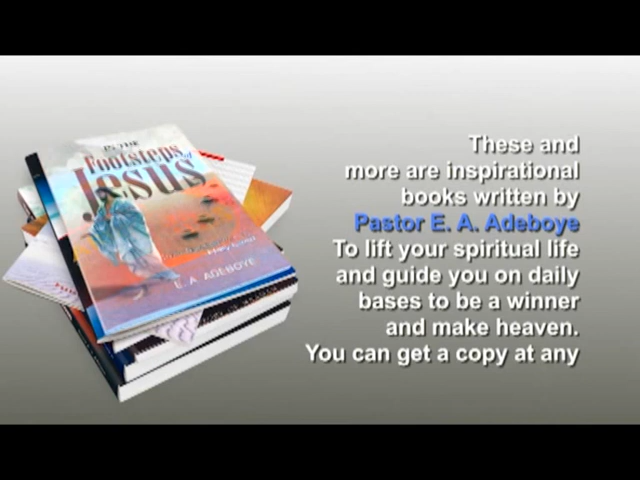 IN THE
Footsteps of
Jesus
E. A ADEBOYE
These and
more are inspirational
books written by
Pastor E. A. Adeboye
To lift your spiritual life
and guide you on daily
bases to be a winner
and make heaven.
You can get a copy at any